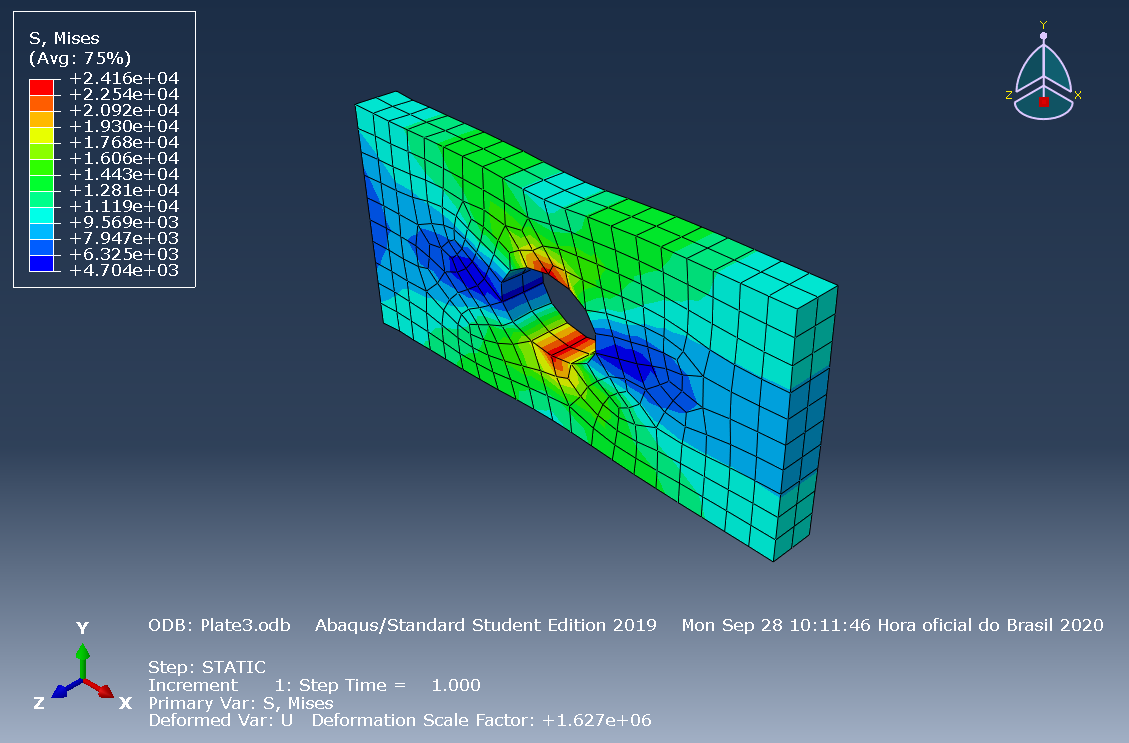 S, Mises
(Avg: 75%)
+2.416e+04
+2.254e+04
+2.092e+04
+1.930e+04
+1.768e+04
+1.606e+04
+1.443e+04
+1.281e+04
+1.119e+04
+9.569e+03
+7.947e+03
+6.325e+03
+4.704e+03
Y
Z X
Y
Z X
ODB: Plate3.odb Abaqus/Standard Student Edition 2019 Mon Sep 28 10:11:46 Hora oficial do Brasil 2020
Step: STATIC
Increment 1: Step Time = 1.000
Primary Var: S, Mises
Deformed Var: U Deformation Scale Factor: +1.627e+06